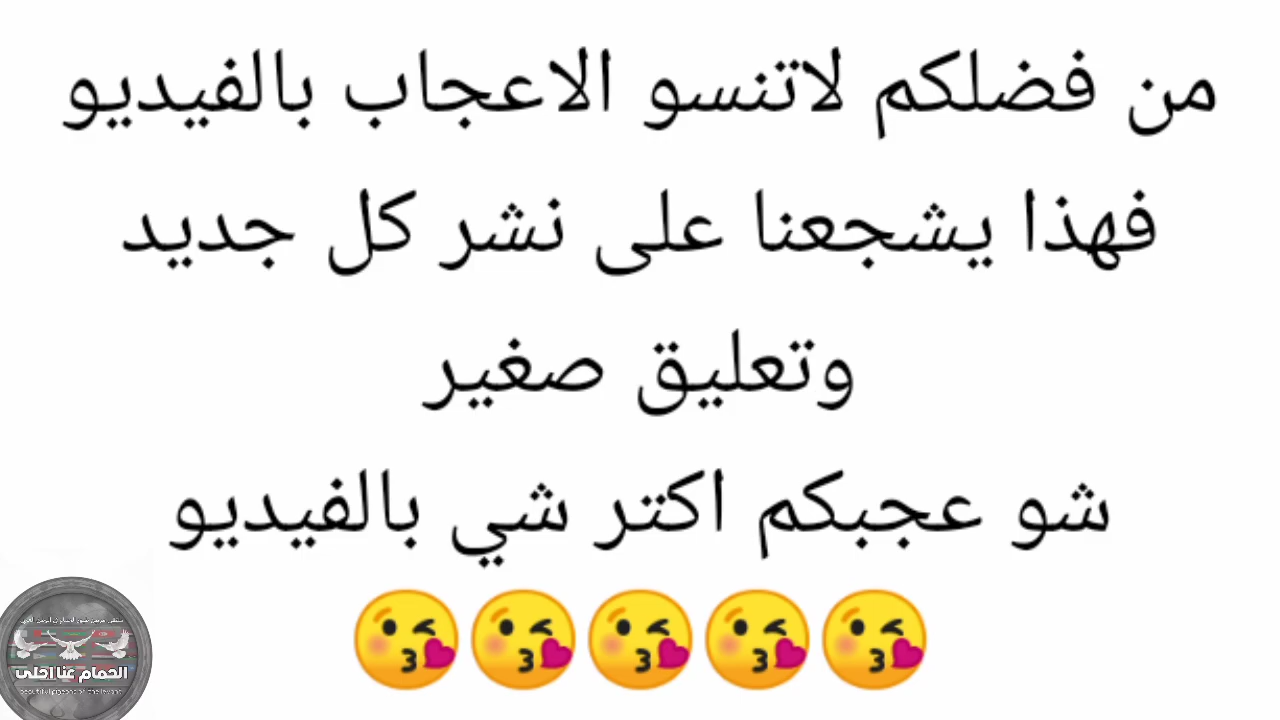 من فضلكم لاتنسو الاعجاب بالفيديو
فهذا يشجعنا على نشر كل جديد
وتعليق صغير
شو عجبكم اكتر شي بالفيديو
😘😘😘😘😘
الحمام عنا احلى